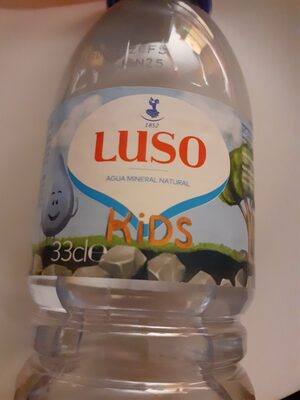 1852
LUSO
AGUA MINERAL NATURAL
KiDS
33cl e